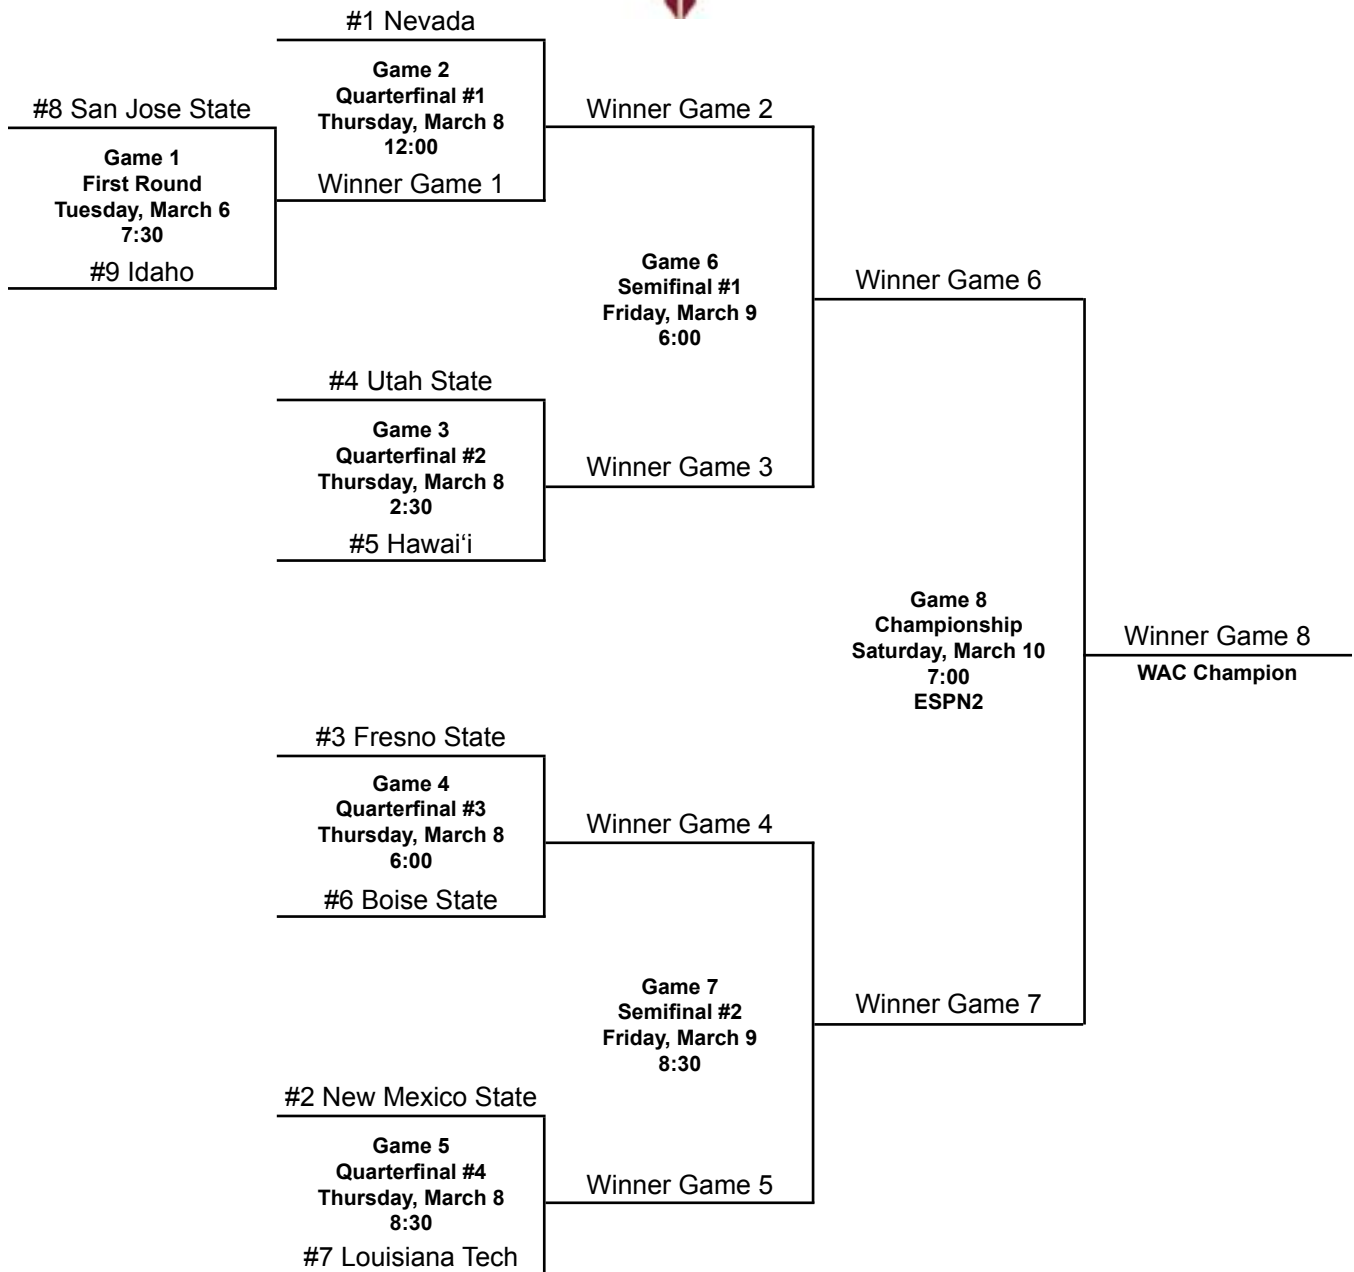 #1 Nevada
Game 2
Quarterfinal #1
Thursday, March 8
12:00
Winner Game 1
#8 San Jose State
Game 1
First Round
Tuesday, March 6
7:30
#9 Idaho
Winner Game 2
Game 6
Semifinal #1
Friday, March 9
6:00
Winner Game 3
#4 Utah State
Game 3
Quarterfinal #2
Thursday, March 8
2:30
#5 Hawai‘i
Winner Game 6
Game 8
Championship
Saturday, March 10
7:00
ESPN2
Winner Game 8
WAC Champion
#3 Fresno State
Game 4
Quarterfinal #3
Thursday, March 8
6:00
#6 Boise State
Winner Game 4
Game 7
Semifinal #2
Friday, March 9
8:30
Winner Game 5
Winner Game 7
#2 New Mexico State
Game 5
Quarterfinal #4
Thursday, March 8
8:30
#7 Louisiana Tech